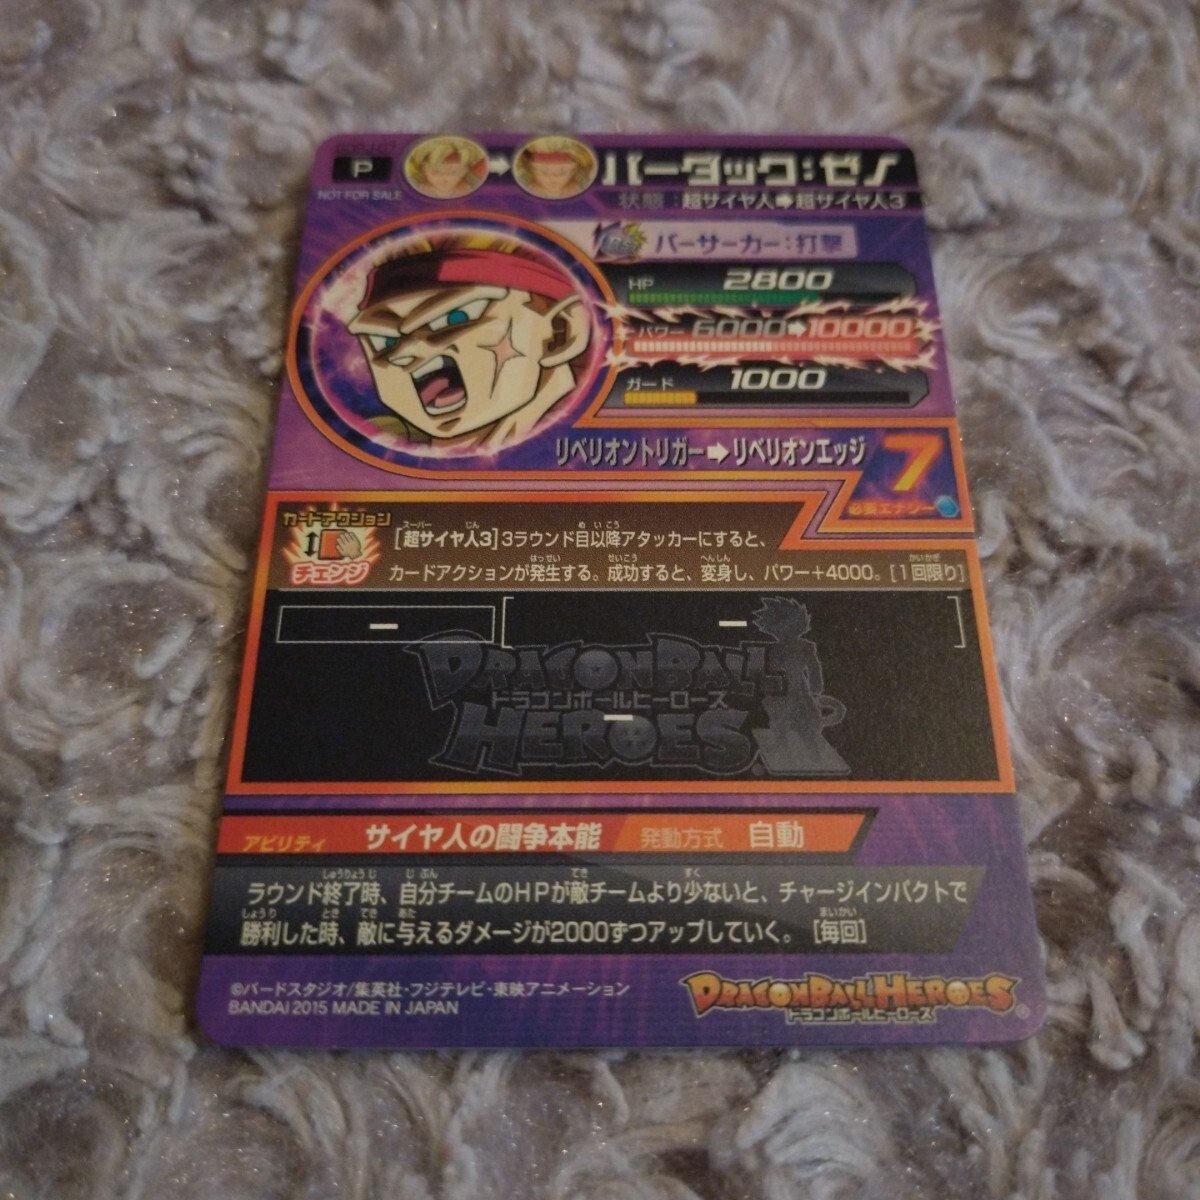 P
NOT FOR SALE
バーダック:ゼノ
状態:超サイヤ人➡超サイヤ人3
BS バーサーカー:打撃
HP 2800
パワー 6000➡10000
ガード 1000
リベリオントリガー➡リベリオンエッジ
7
必要エナジー
カードアクション
チェンジ
[超サイヤ人3]3ラウンド目以降アタッカーにすると、
カードアクションが発生する。成功すると、変身し、パワー+4000。[1回限り]
ー [ ー ]
DRAGON BALL
ドラゴンボールヒーローズ
ー
HEROES
アビリティ サイヤ人の闘争本能 発動方式 自動
ラウンド終了時、自分チームのHPが敵チームより少ないと、チャージインパクトで
勝利した時、敵に与えるダメージが2000ずつアップしていく。 [毎回]
©バードスタジオ/集英社・フジテレビ・東映アニメーション
BANDAI 2015 MADE IN JAPAN
DRAGON BALL HEROES
ドラゴンボールヒーローズ